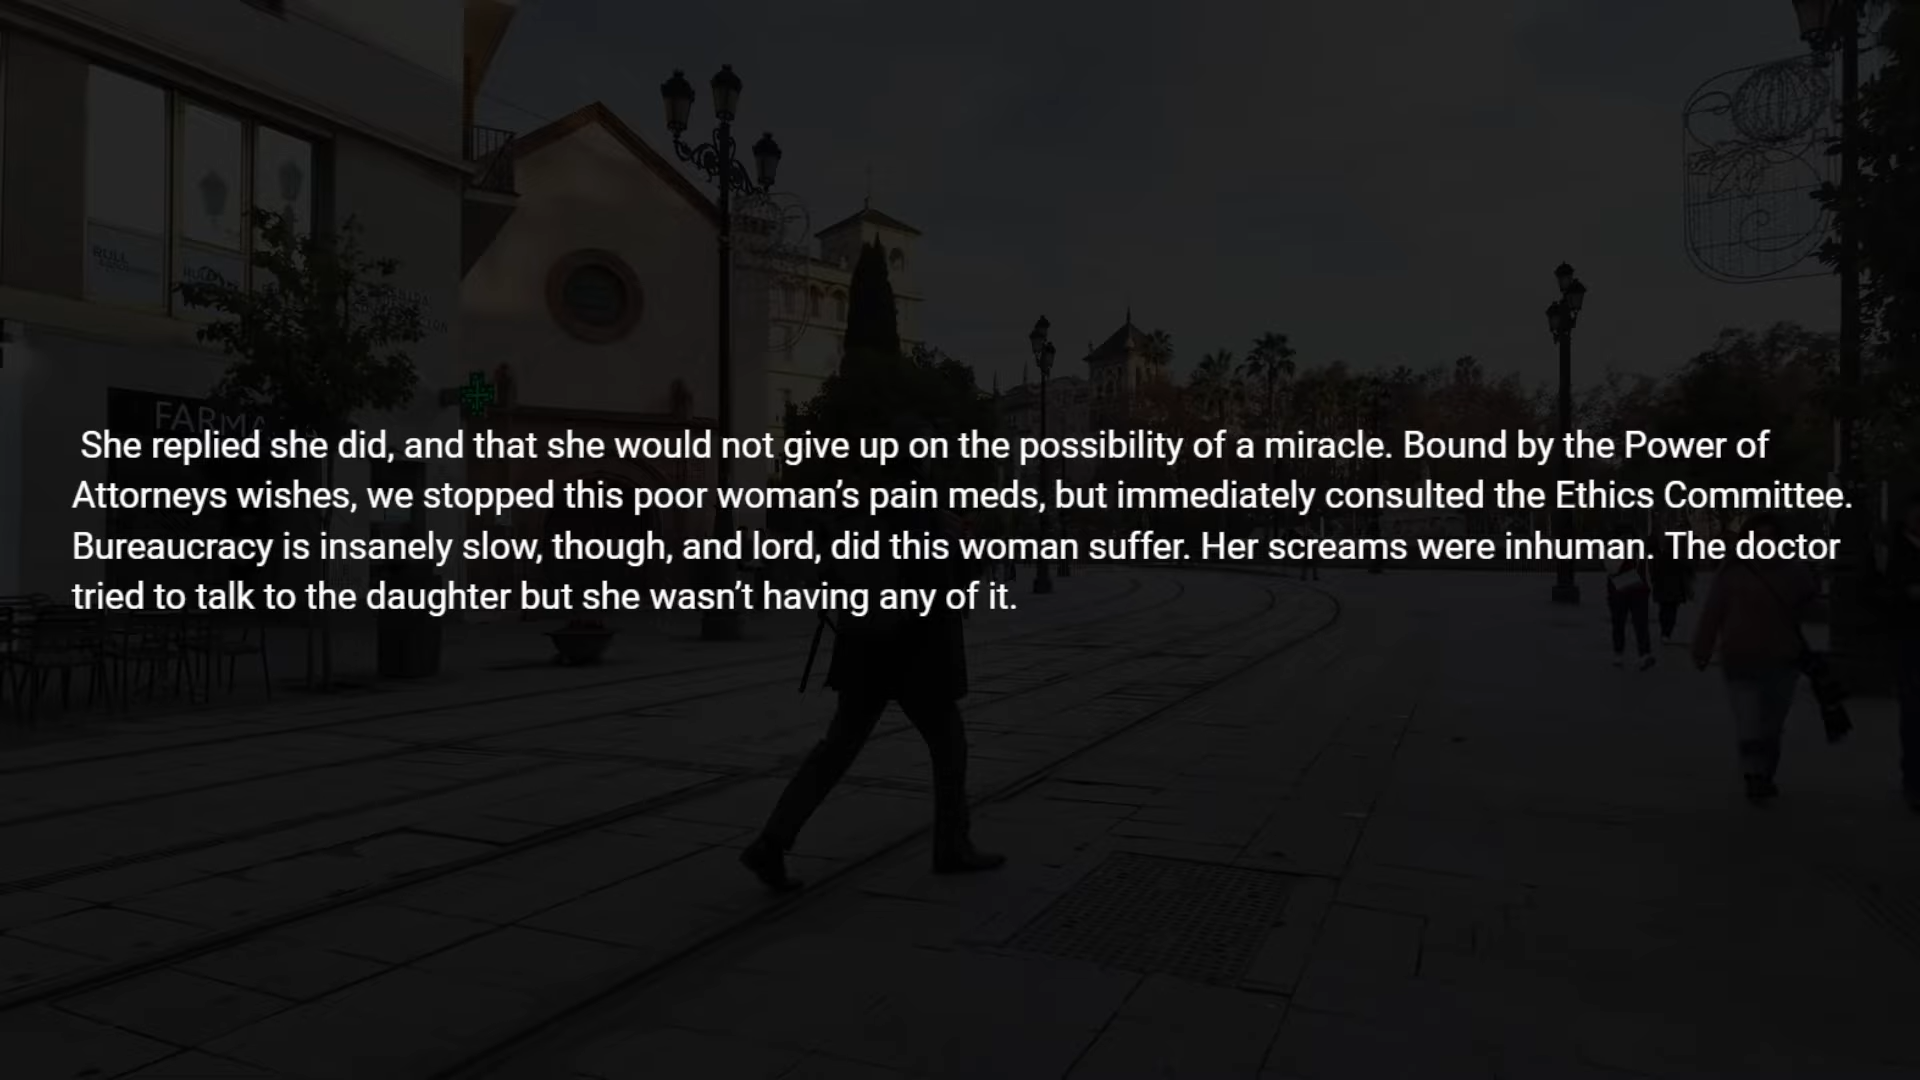 FARMA
She replied she did, and that she would not give up on the possibility of a miracle. Bound by the Power of
Attorneys wishes, we stopped this poor woman’s pain meds, but immediately consulted the Ethics Committee.
Bureaucracy is insanely slow, though, and lord, did this woman suffer. Her screams were inhuman. The doctor
tried to talk to the daughter but she wasn’t having any of it.